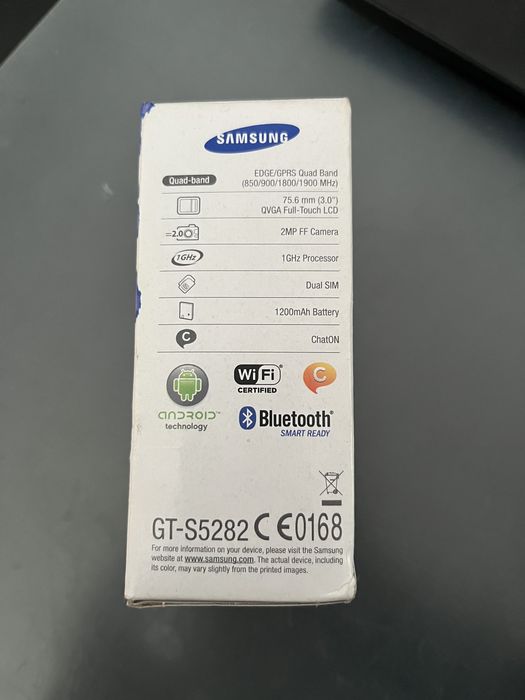 SAMSUNG
Quad-band
EDGE/GPRS Quad Band
(850/900/1800/1900 MHz)
75.6 mm (3.0")
QVGA Full-Touch LCD
=2.0
2MP FF Camera
1GHz
1GHz Processor
Dual SIM
1200mAh Battery
C
ChatON
ANDROID™
technology
Wi Fi®
CERTIFIED
C
Bluetooth®
SMART READY
GT-S5282 CE0168
For more information on your device, please visit the Samsung
website at www.samsung.com. The actual device, including
its color, may vary slightly from the printed images.